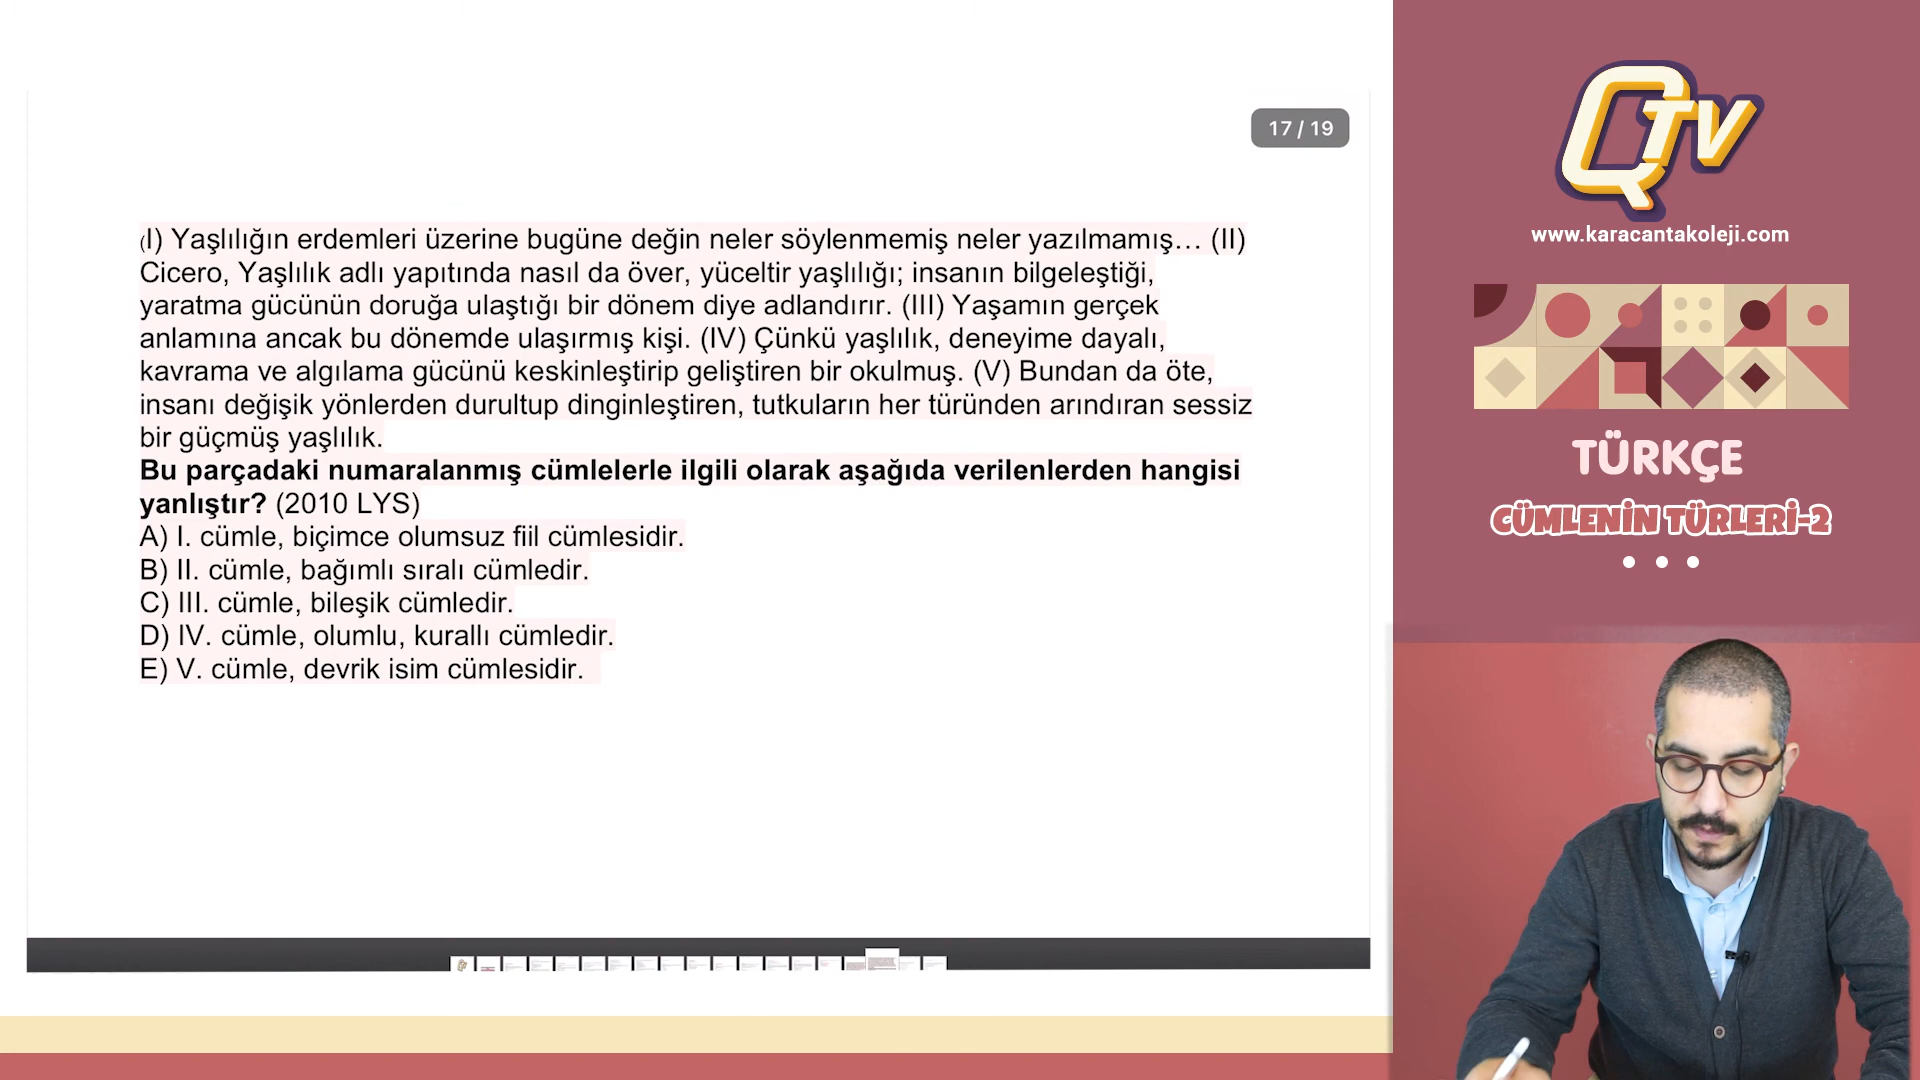 17 / 19
(I) Yaşlılığın erdemleri üzerine bugüne değin neler söylenmemiş neler yazılmamış… (II)
Cicero, Yaşlılık adlı yapıtında nasıl da över, yüceltir yaşlılığı; insanın bilgeleştiği,
yaratma gücünün doruğa ulaştığı bir dönem diye adlandırır. (III) Yaşamın gerçek
anlamına ancak bu dönemde ulaşırmış kişi. (IV) Çünkü yaşlılık, deneyime dayalı,
kavrama ve algılama gücünü keskinleştirip geliştiren bir okulmuş. (V) Bundan da öte,
insanı değişik yönlerden durultup dinginleştiren, tutkuların her türünden arındıran sessiz
bir güçmüş yaşlılık.
Bu parçadaki numaralanmış cümlelerle ilgili olarak aşağıda verilenlerden hangisi
yanlıştır? (2010 LYS)
A) I. cümle, biçimce olumsuz fiil cümlesidir.
B) II. cümle, bağımlı sıralı cümledir.
C) III. cümle, bileşik cümledir.
D) IV. cümle, olumlu, kurallı cümledir.
E) V. cümle, devrik isim cümlesidir.
QTV
www.karacantakoleji.com
TÜRKÇE
CÜMLENİN TÜRLERİ-2